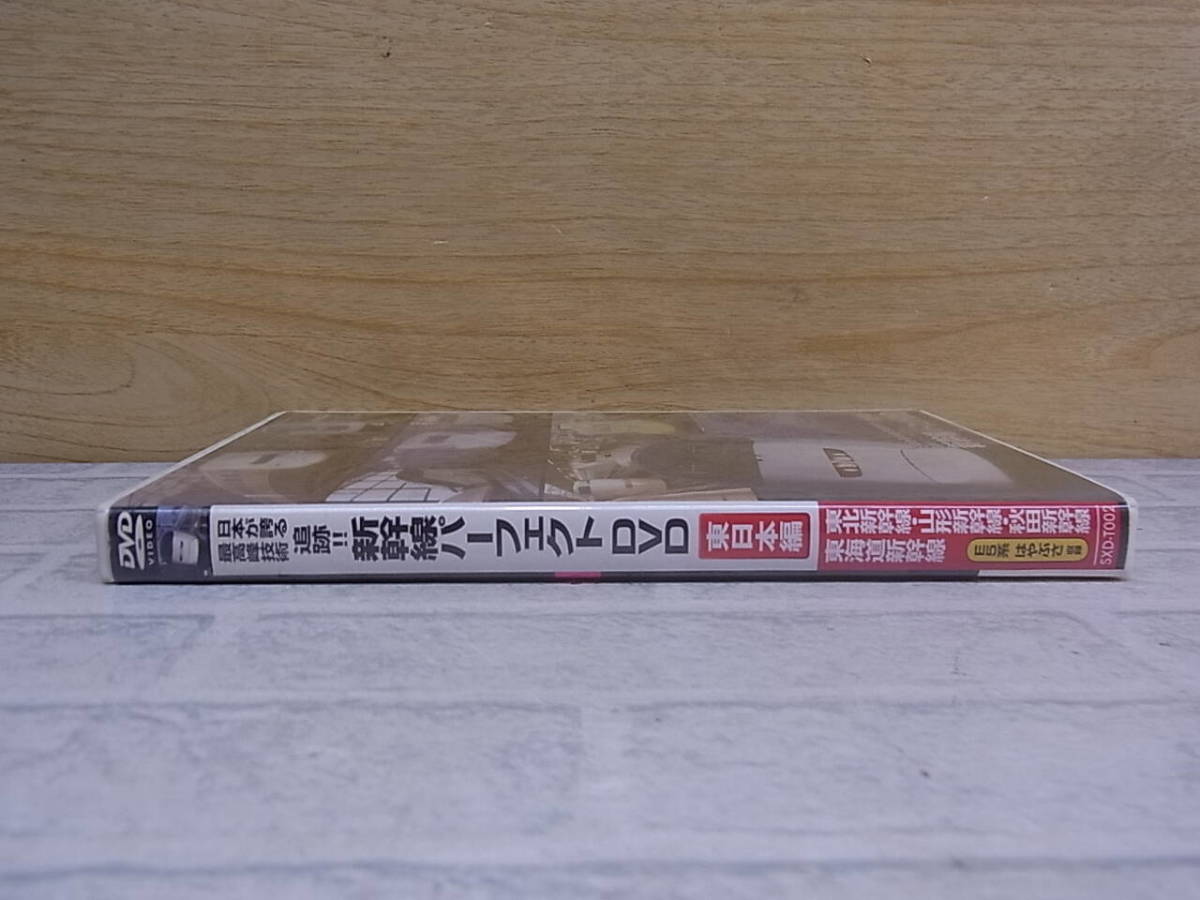 DVD
VIDEO
日本が誇る
最高峰技術
追跡!!
新幹線パーフェクトDVD
東日本編
東北新幹線・山形新幹線・秋田新幹線
東海道新幹線
E5系 はやぶさ 収録
SXD-T002